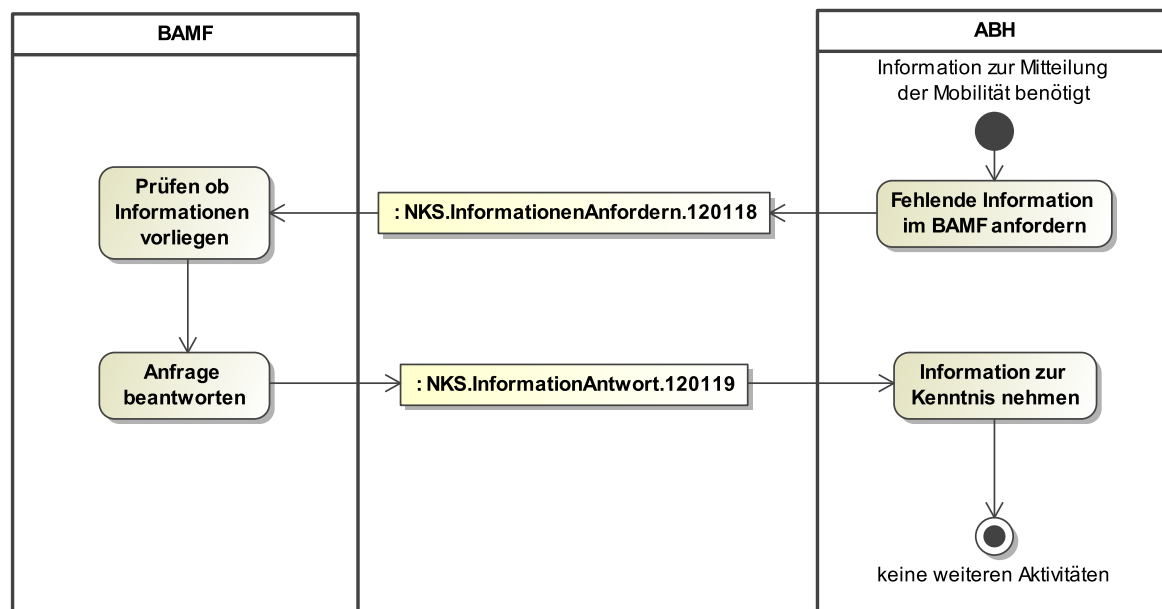 BAMF
ABH
Information zur Mitteilung
der Mobilität benötigt
Fehlende Information
im BAMF anfordern
: NKS.InformationenAnfordern.120118
Prüfen ob
Informationen
vorliegen
Anfrage
beantworten
: NKS.InformationAntwort.120119
Information zur
Kenntnis nehmen
keine weiteren Aktivitäten